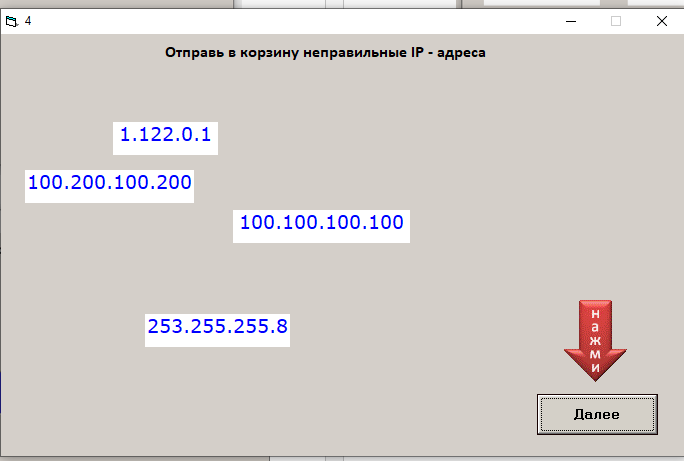 4
Отправь в корзину неправильные IP - адреса
1.122.0.1
100.200.100.200
100.100.100.100
253.255.255.8
нажми
Далее